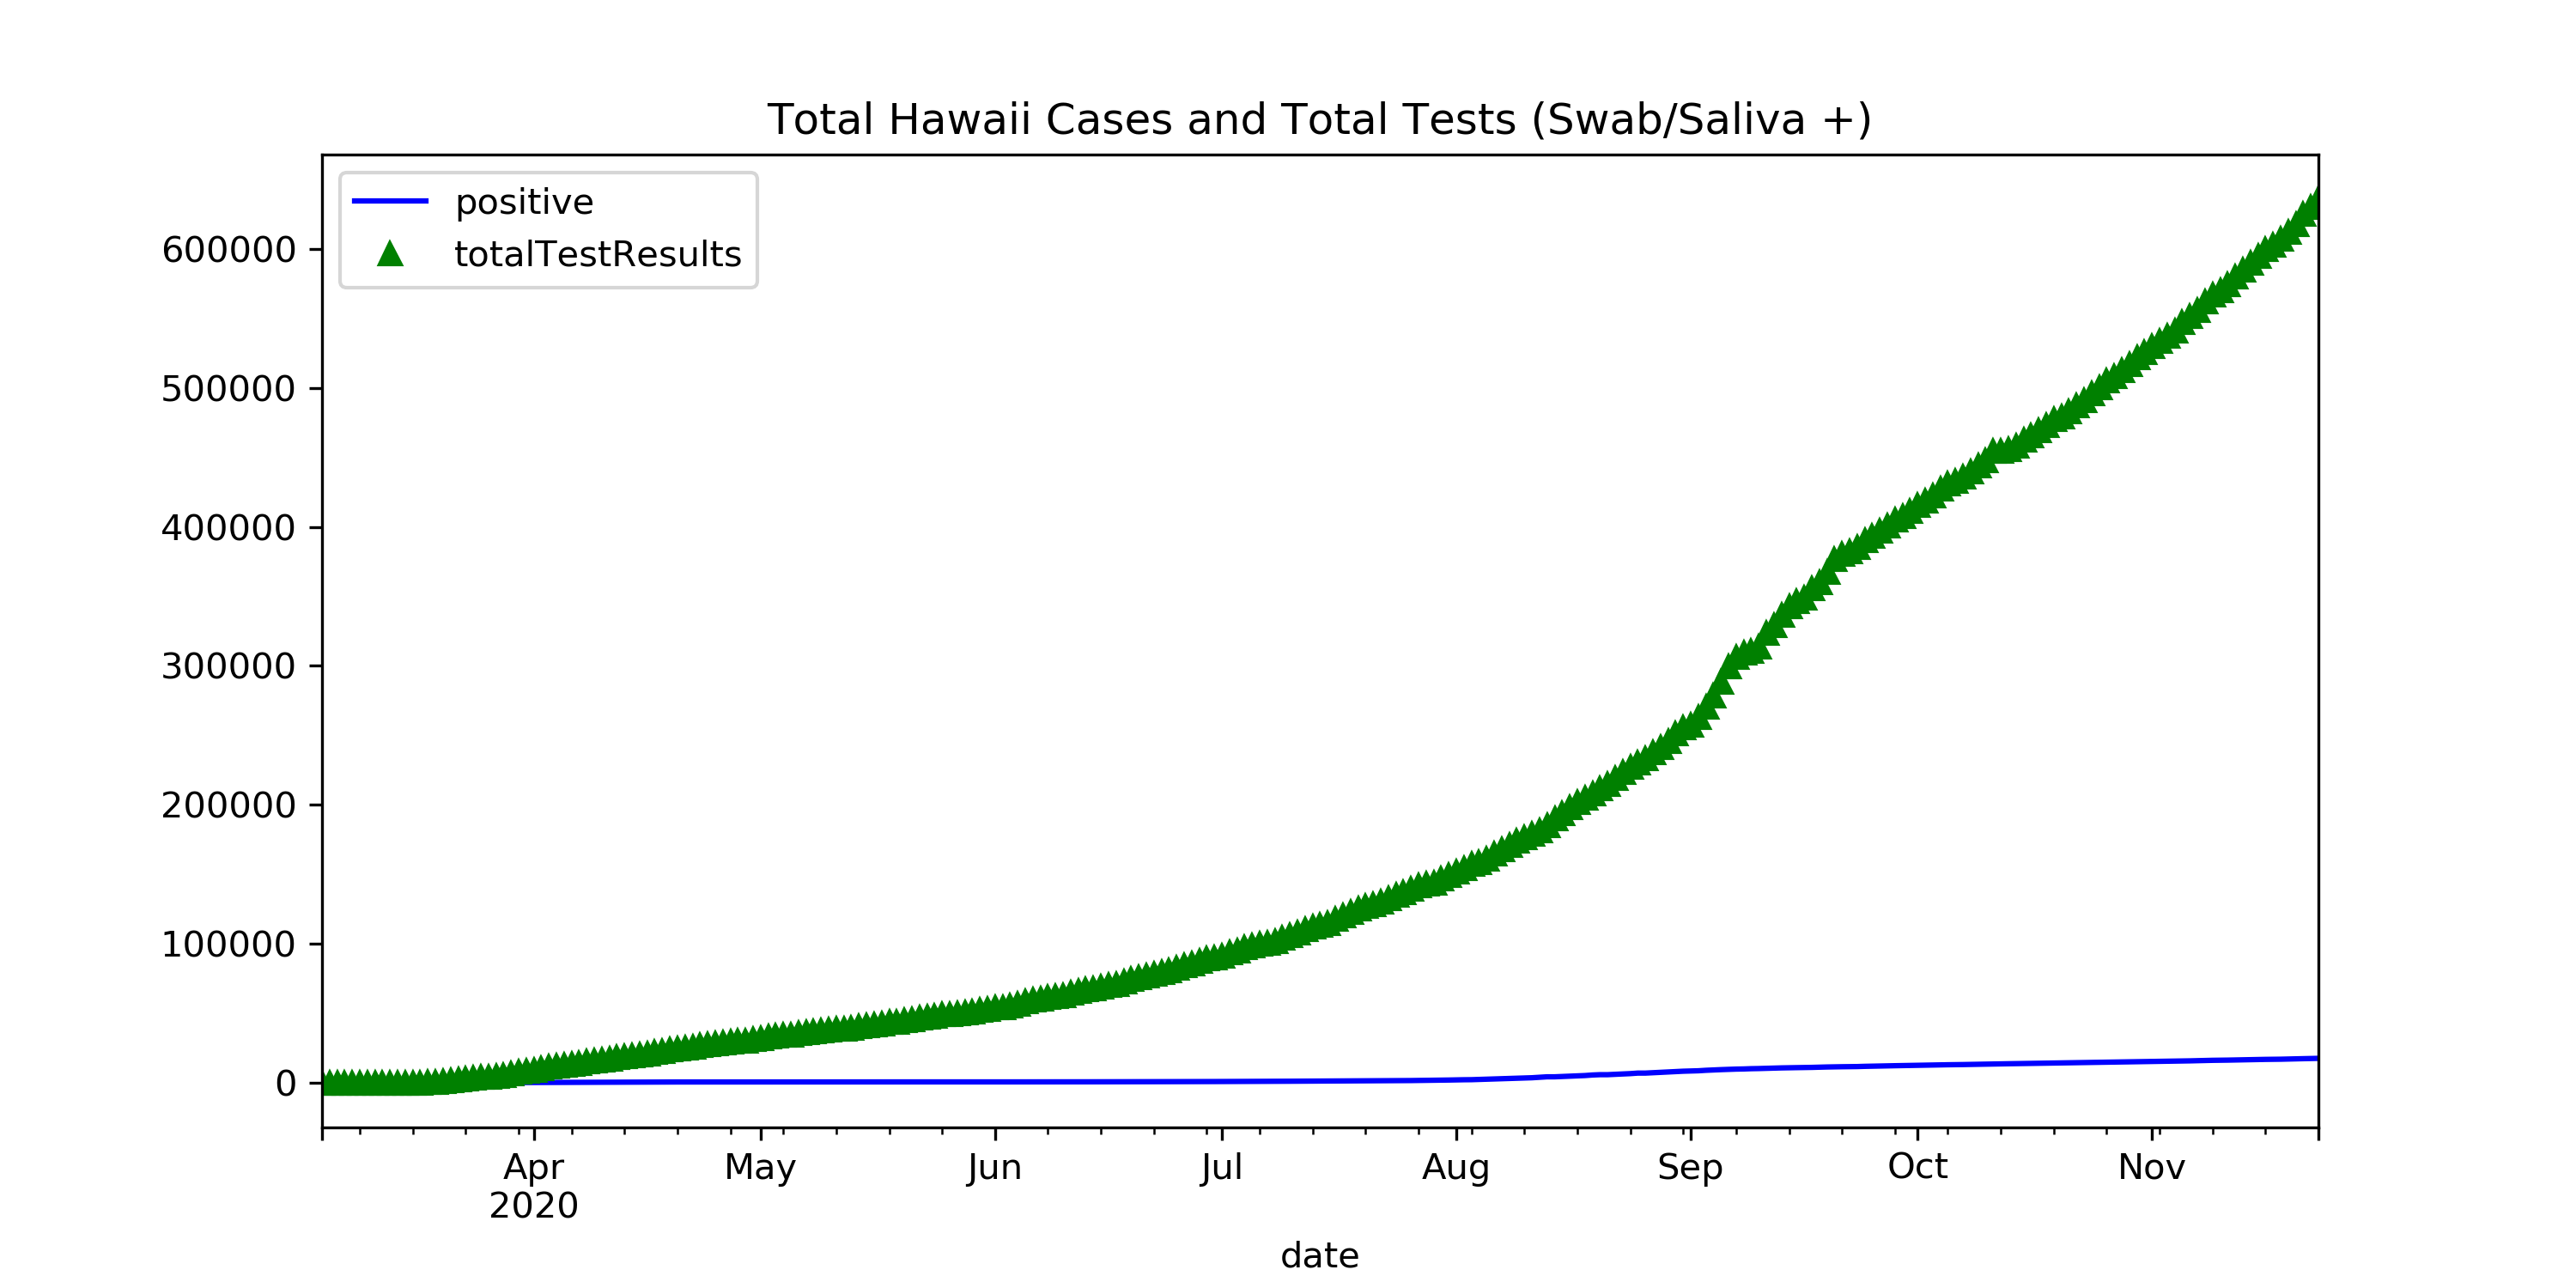 Total Hawaii Cases and Total Tests (Swab/Saliva +)
positive
totalTestResults
600000
500000
400000
300000
200000
100000
0
Apr May Jun Jul Aug Sep Oct Nov
2020
date